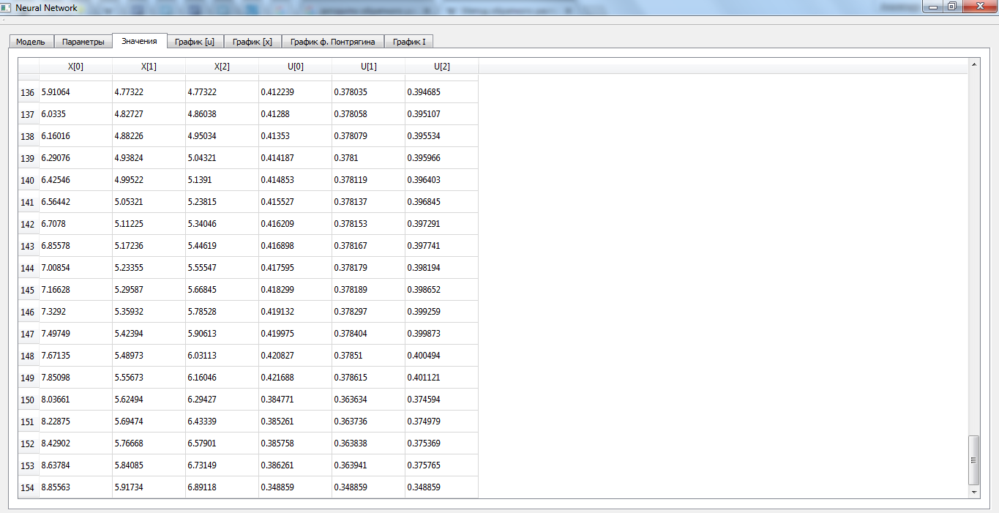 Neural Network
Модель Параметры Значения График [u] График [x] График ф. Понтрягина График I
X[0] X[1] X[2] U[0] U[1] U[2]
136 5.91064 4.77322 4.77322 0.412239 0.378035 0.394685
137 6.0335 4.82727 4.86038 0.41288 0.378058 0.395107
138 6.16016 4.88226 4.95034 0.41353 0.378079 0.395534
139 6.29076 4.93824 5.04321 0.414187 0.3781 0.395966
140 6.42546 4.99522 5.1391 0.414853 0.378119 0.396403
141 6.56442 5.05321 5.23815 0.415527 0.378137 0.396845
142 6.7078 5.11225 5.34046 0.416209 0.378153 0.397291
143 6.85578 5.17236 5.44619 0.416898 0.378167 0.397741
144 7.00854 5.23355 5.55547 0.417595 0.378179 0.398194
145 7.16628 5.29587 5.66845 0.418299 0.378189 0.398652
146 7.3292 5.35932 5.78528 0.419132 0.378297 0.399259
147 7.49749 5.42394 5.90613 0.419975 0.378404 0.399873
148 7.67135 5.48973 6.03113 0.420827 0.37851 0.400494
149 7.85098 5.55673 6.16046 0.421688 0.378615 0.401121
150 8.03661 5.62494 6.29427 0.384771 0.363634 0.374594
151 8.22875 5.69474 6.43339 0.385261 0.363736 0.374979
152 8.42902 5.76668 6.57901 0.385758 0.363838 0.375369
153 8.63784 5.84085 6.73149 0.386261 0.363941 0.375765
154 8.85563 5.91734 6.89118 0.348859 0.348859 0.348859